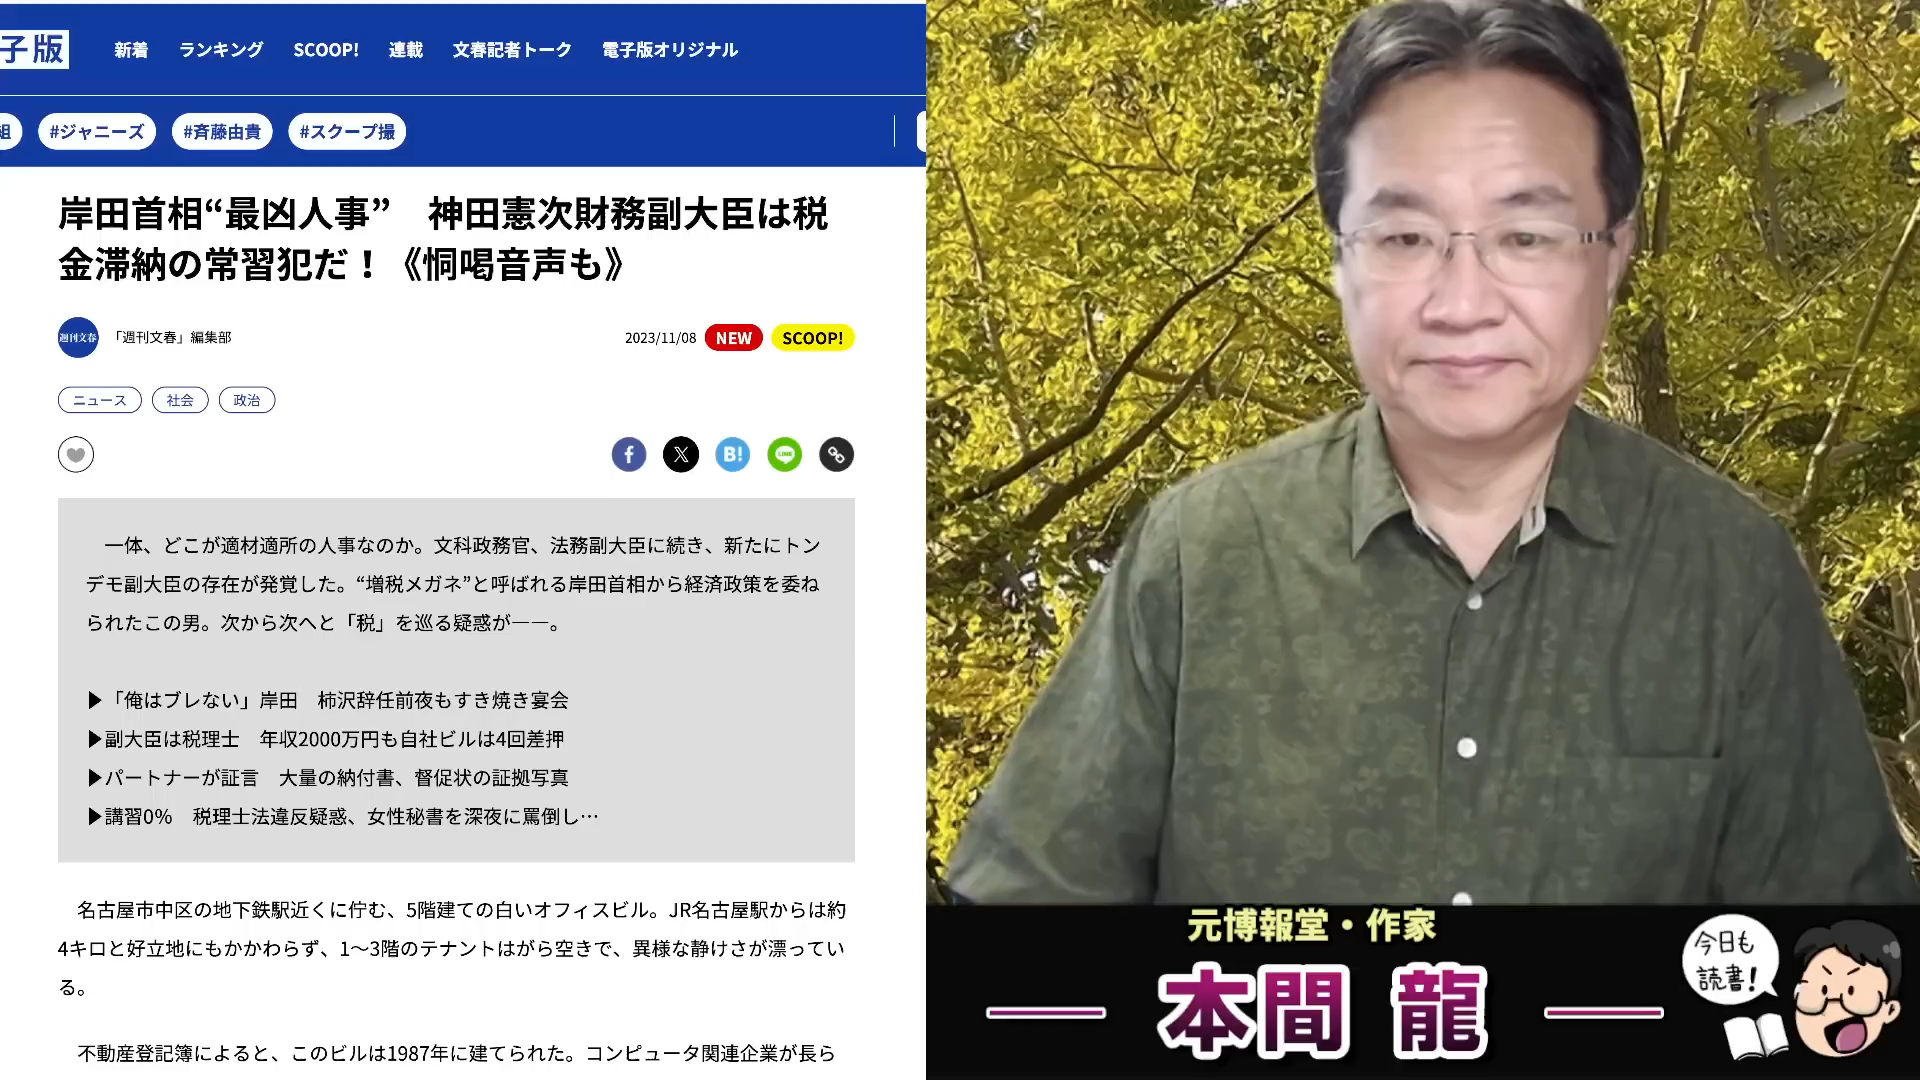 子版
新着 ランキング SCOOP! 連載 文春記者トーク 電子版オリジナル
組 #ジャニーズ #斉藤由貴 #スクープ撮
岸田首相“最凶人事” 神田憲次財務副大臣は税
金滞納の常習犯だ！《恫喝音声も》
週刊文春 「週刊文春」編集部 2023/11/08 NEW SCOOP!
ニュース 社会 政治
f X B! LINE
一体、どこが適材適所の人事なのか。文科政務官、法務副大臣に続き、新たにトン
デモ副大臣の存在が発覚した。“増税メガネ”と呼ばれる岸田首相から経済政策を委ね
られたこの男。次から次へと「税」を巡る疑惑が――。
▶「俺はブレない」岸田 柿沢辞任前夜もすき焼き宴会
▶副大臣は税理士 年収2000万円も自社ビルは4回差押
▶パートナーが証言 大量の納付書、督促状の証拠写真
▶講習0% 税理士法違反疑惑、女性秘書を深夜に罵倒し…
名古屋市中区の地下鉄駅近くに佇む、5階建ての白いオフィスビル。JR名古屋駅からは約
4キロと好立地にもかかわらず、1～3階のテナントはがら空きで、異様な静けさが漂ってい
る。
不動産登記簿によると、このビルは1987年に建てられた。コンピュータ関連企業が長ら
元博報堂・作家
本間 龍
今日も
読書!